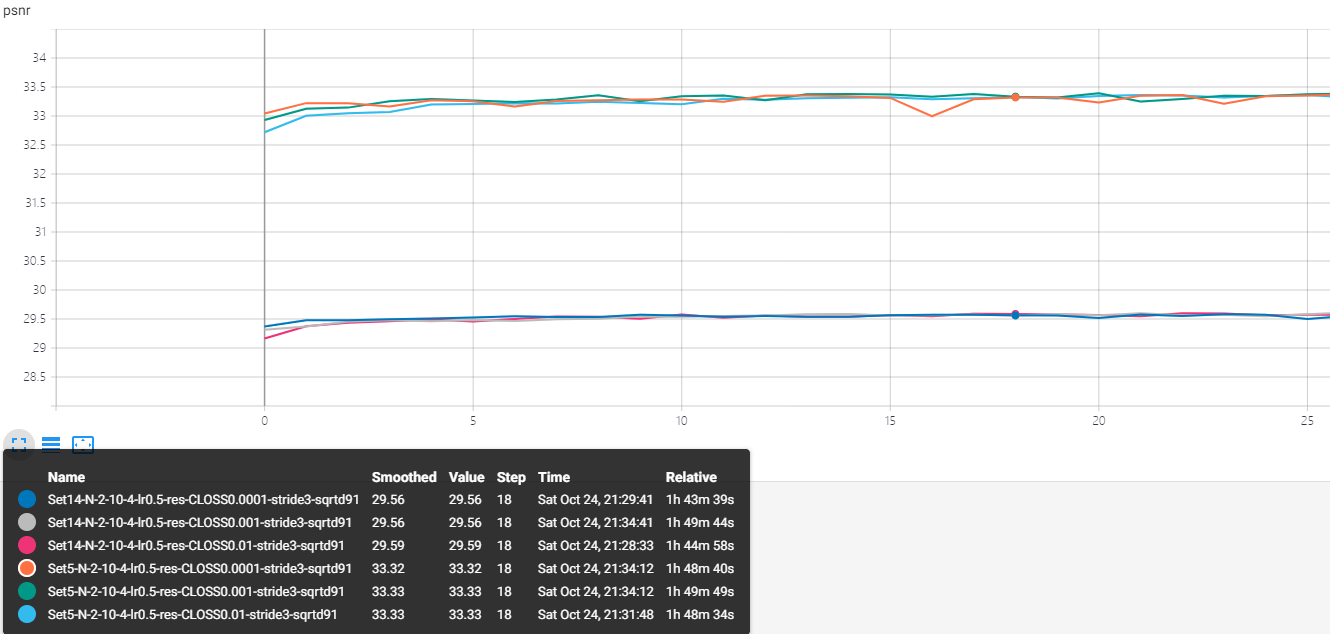 psnr
34
33.5
33
32.5
32
31.5
31
30.5
30
29.5
29
28.5
0 5 10 15 20 25
Name Smoothed Value Step Time Relative
Set14-N-2-10-4-lr0.5-res-CLOSS0.0001-stride3-sqrtd91 29.56 29.56 18 Sat Oct 24, 21:29:41 1h 43m 39s
Set14-N-2-10-4-lr0.5-res-CLOSS0.001-stride3-sqrtd91 29.56 29.56 18 Sat Oct 24, 21:34:41 1h 49m 44s
Set14-N-2-10-4-lr0.5-res-CLOSS0.01-stride3-sqrtd91 29.59 29.59 18 Sat Oct 24, 21:28:33 1h 44m 58s
Set5-N-2-10-4-lr0.5-res-CLOSS0.0001-stride3-sqrtd91 33.32 33.32 18 Sat Oct 24, 21:34:12 1h 48m 40s
Set5-N-2-10-4-lr0.5-res-CLOSS0.001-stride3-sqrtd91 33.33 33.33 18 Sat Oct 24, 21:34:12 1h 49m 49s
Set5-N-2-10-4-lr0.5-res-CLOSS0.01-stride3-sqrtd91 33.33 33.33 18 Sat Oct 24, 21:31:48 1h 48m 34s